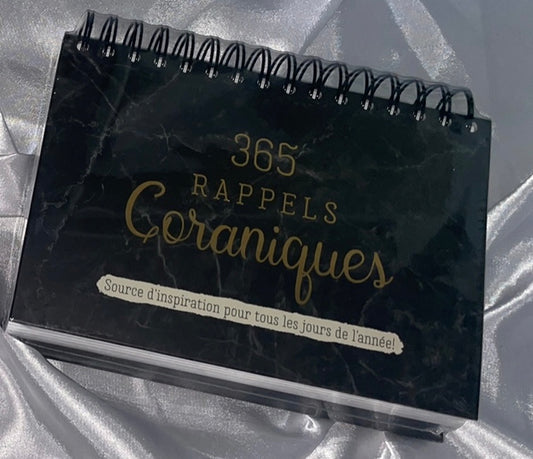 365
RAPPELS
Coraniques
Source d'inspiration pour tous les jours de l'année!